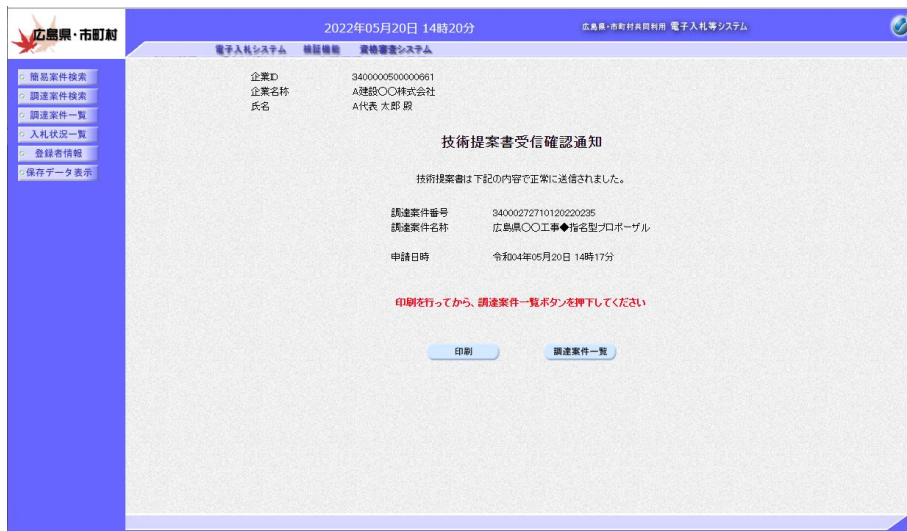 広島県・市町村
2022年05月20日 14時20分
広島県・市町村共同利用 電子入札等システム
電子入札システム 検証機能 資格審査システム
簡易案件検索
調達案件検索
調達案件一覧
入札状況一覧
登録者情報
保存データ表示
企業ID 3400000500000661
企業名称 A建設〇〇株式会社
氏名 A代表 太郎 殿
技術提案書受信確認通知
技術提案書は下記の内容で正常に送信されました。
調達案件番号 34000272710120220235
調達案件名称 広島県〇〇工事◆指名型プロポーザル
申請日時 令和04年05月20日 14時17分
印刷を行ってから、調達案件一覧ボタンを押下してください
印刷 調達案件一覧